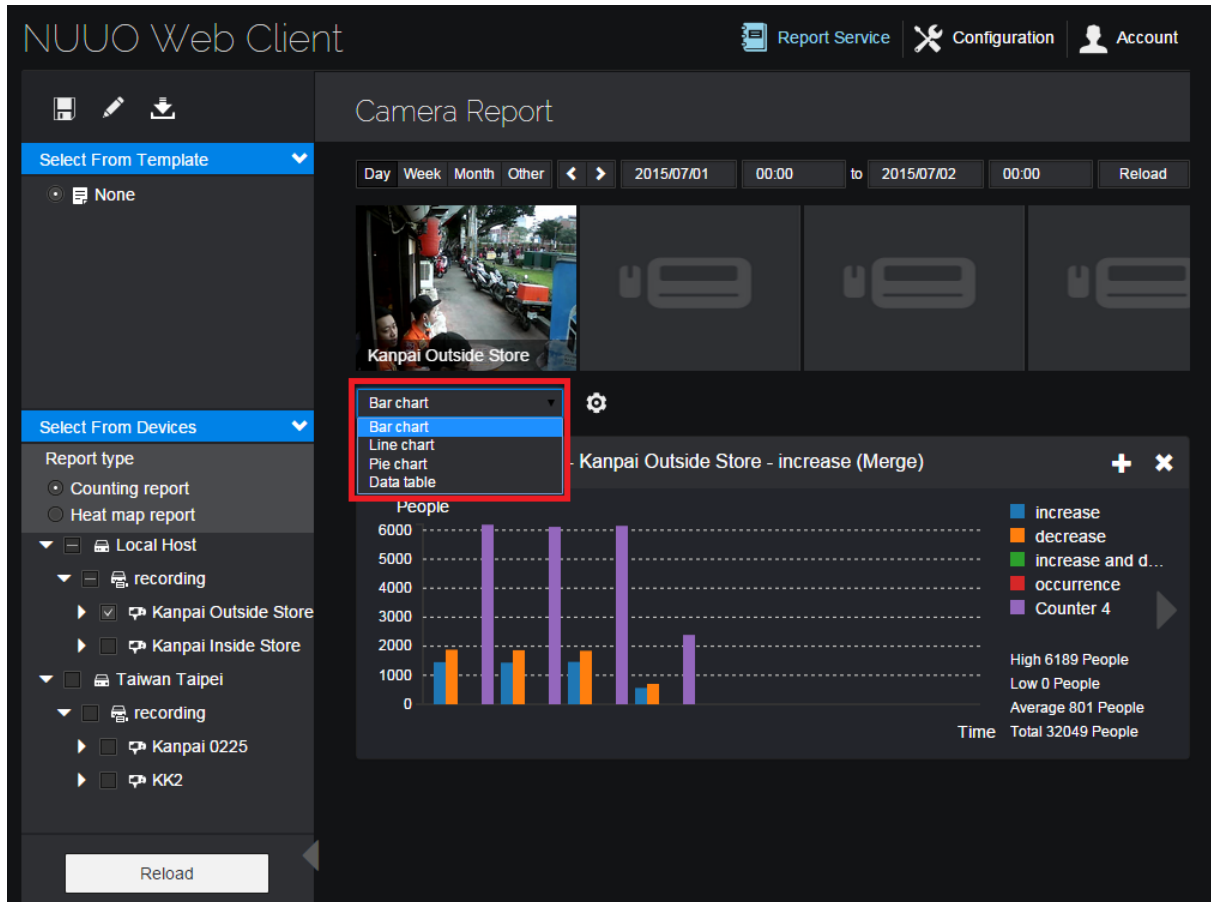 NUUO Web Client
Report Service
Configuration
Account
Camera Report
Select From Template
None
Day Week Month Other 2015/07/01 00:00 to 2015/07/02 00:00 Reload
Kanpai Outside Store
Bar chart
Bar chart
Line chart
Pie chart
Data table
Select From Devices
Report type
Counting report
Heat map report
Local Host
recording
Kanpai Outside Store
Kanpai Inside Store
Taiwan Taipei
recording
Kanpai 0225
KK2
Reload
- Kanpai Outside Store - increase (Merge)
People
6000
5000
4000
3000
2000
1000
0
Time
increase
decrease
increase and d...
occurrence
Counter 4
High 6189 People
Low 0 People
Average 801 People
Total 32049 People